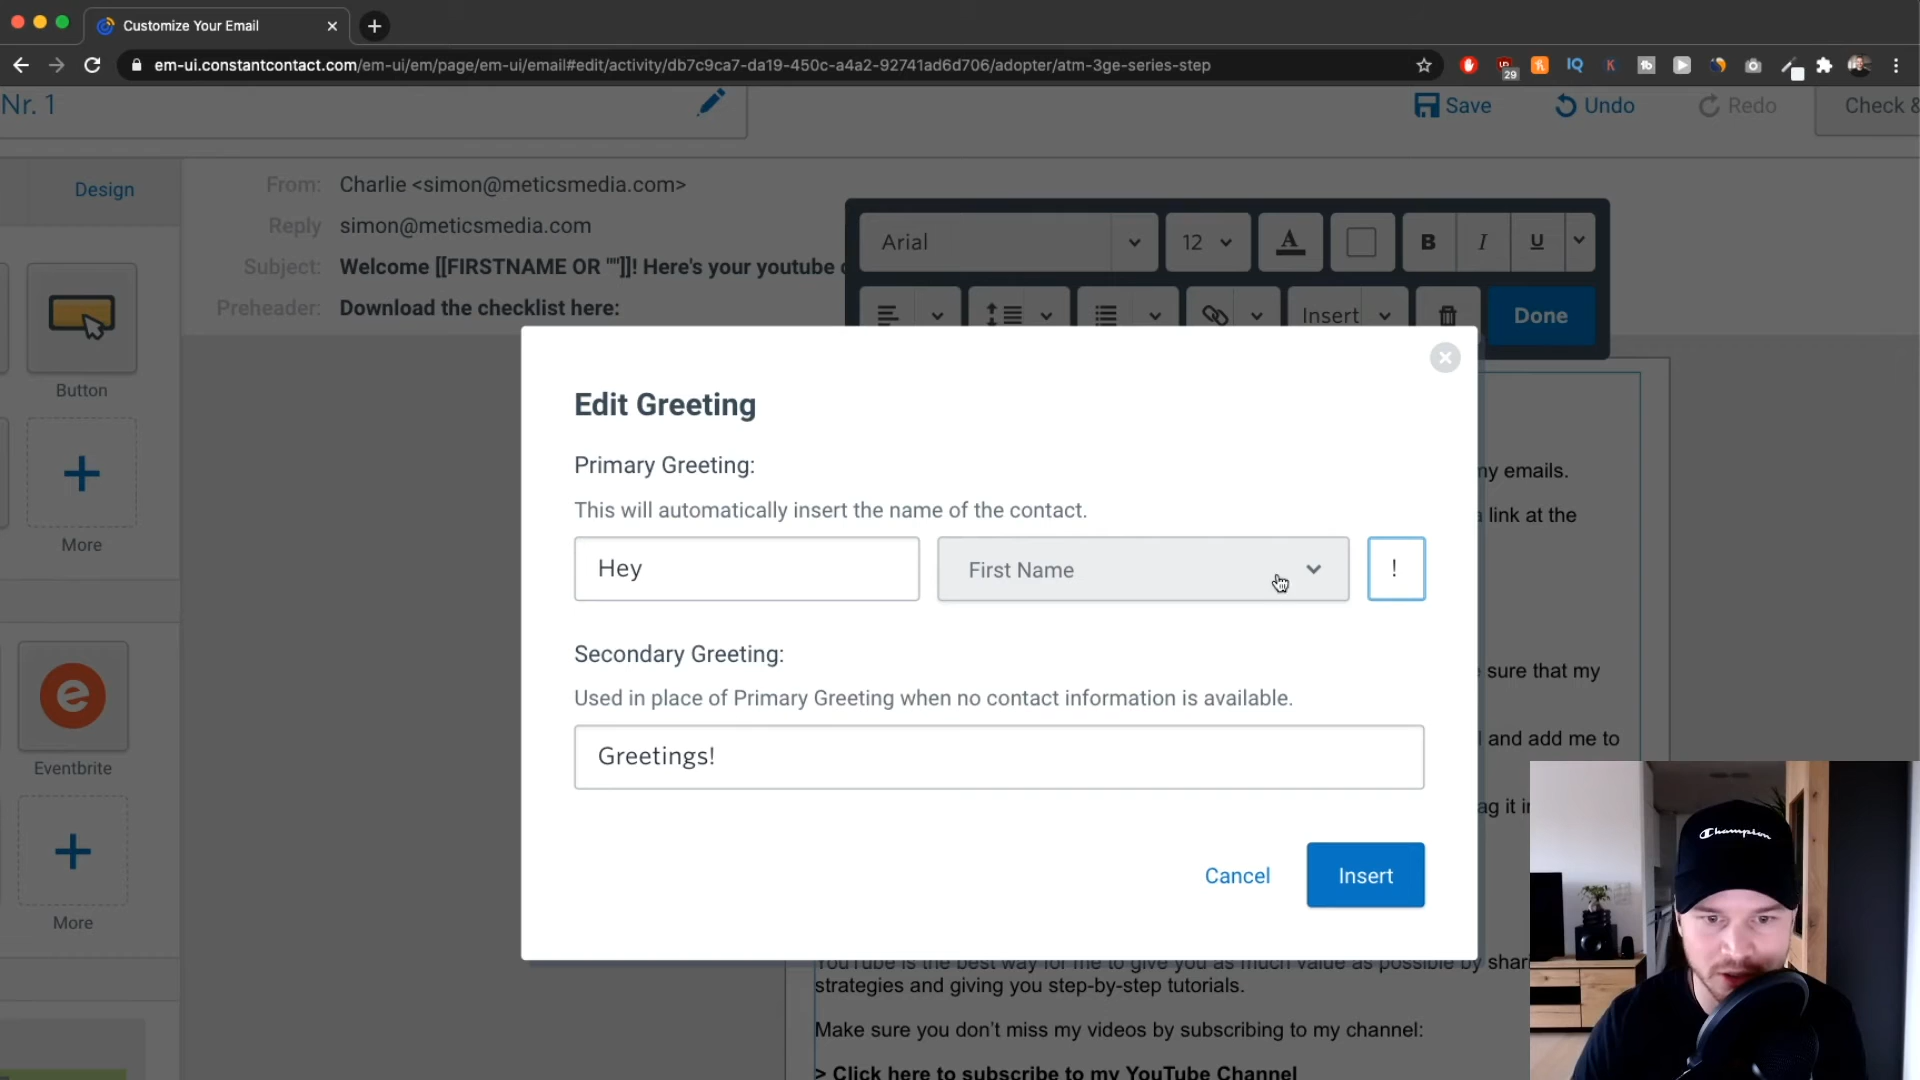 Customize Your Email
em-ui.constantcontact.com/em-ui/em/page/em-ui/email#edit/activity/db7c9ca7-da19-450c-a4a2-92741ad6d706/adopter/atm-3ge-series-step
29
IQ
K
Nr. 1
Save
Undo
Redo
Check &
Design
From: Charlie <simon@meticsmedia.com>
Reply simon@meticsmedia.com
Subject: Welcome [[FIRSTNAME OR ""]]! Here's your youtube
Preheader: Download the checklist here:
Arial
12
A
B
I
U
Insert
Done
Button
More
Eventbrite
More
Edit Greeting
Primary Greeting:
This will automatically insert the name of the contact.
Hey
First Name
!
Secondary Greeting:
Used in place of Primary Greeting when no contact information is available.
Greetings!
Cancel
Insert
my emails.
link at the
sure that my
and add me to
YouTube is the best way for me to give you as much value as possible by shar
strategies and giving you step-by-step tutorials.
Make sure you don't miss my videos by subscribing to my channel:
> Click here to subscribe to my YouTube Channel
Champion